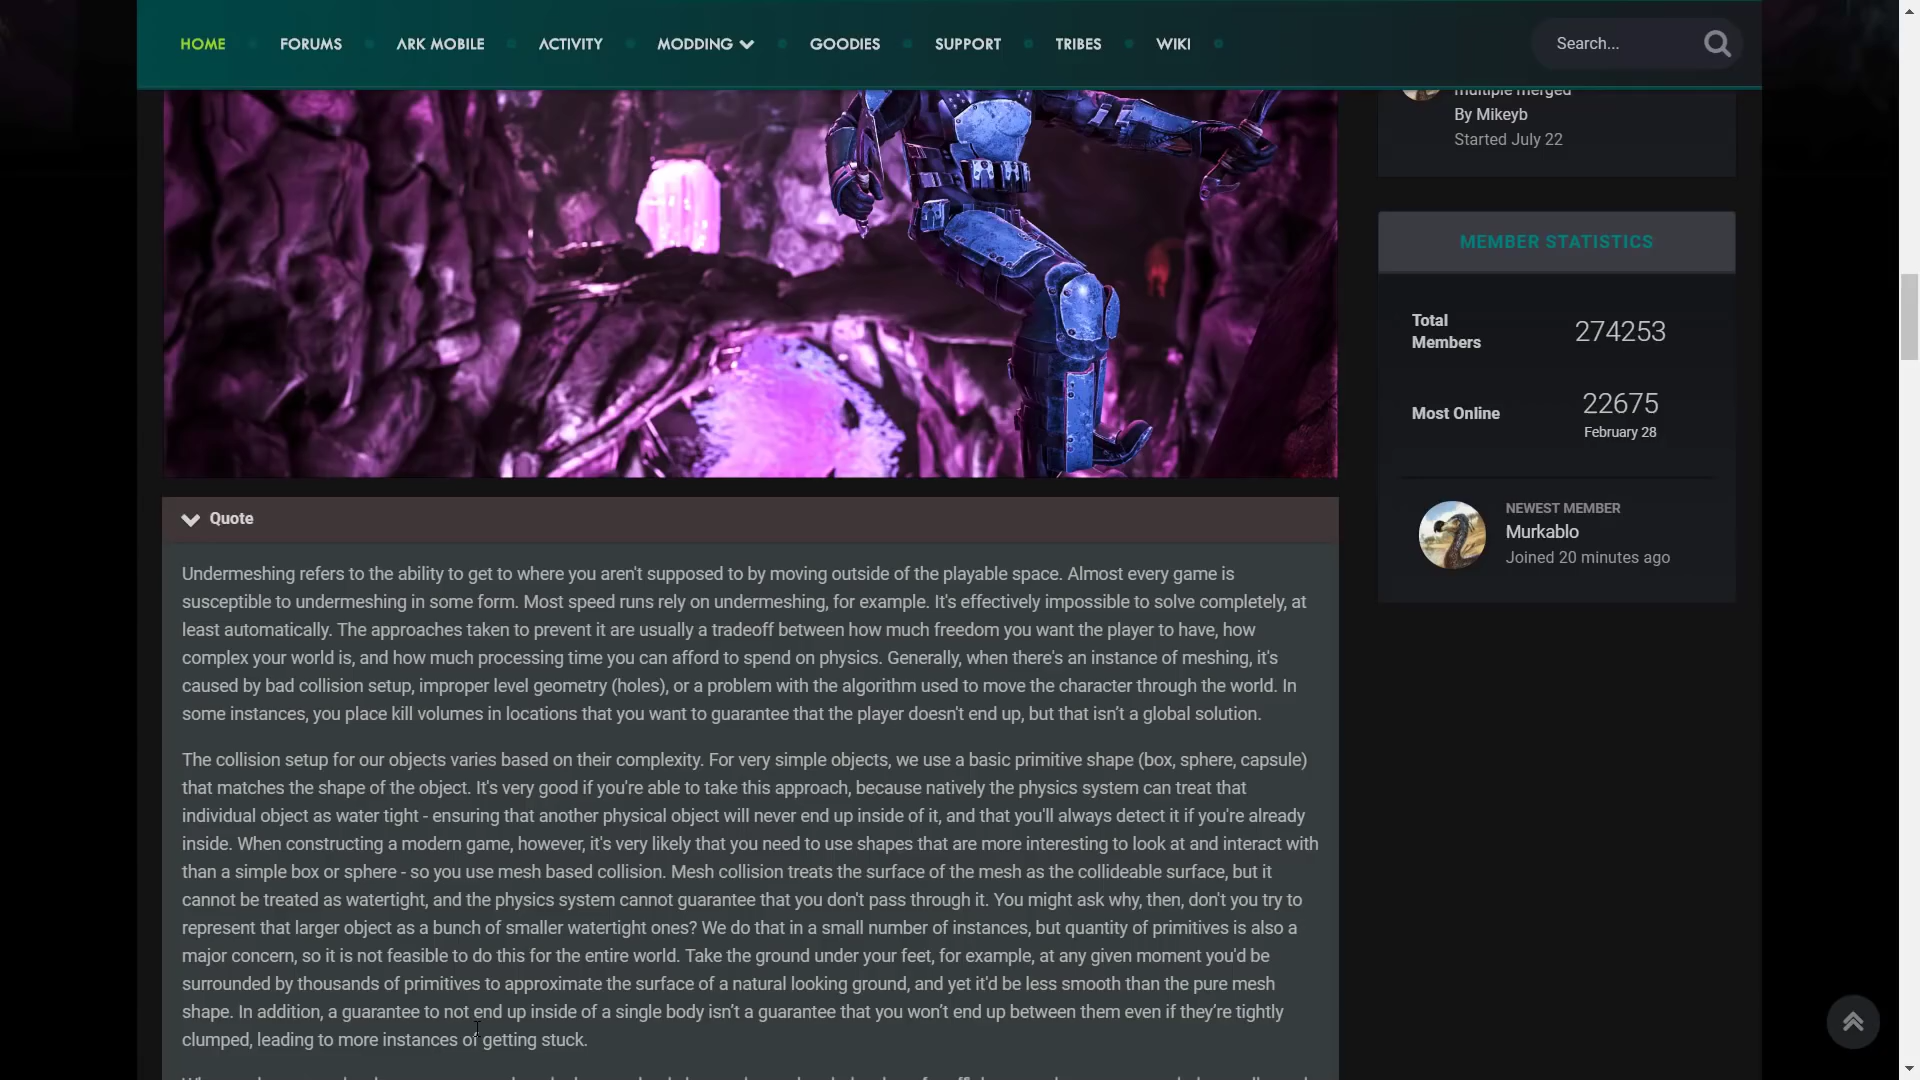 HOME FORUMS ARK MOBILE ACTIVITY MODDING GOODIES SUPPORT TRIBES WIKI Search...
multiple merged
By Mikeyb
Started July 22
MEMBER STATISTICS
Total
Members
274253
Most Online
22675
February 28
NEWEST MEMBER
Murkablo
Joined 20 minutes ago
Quote
Undermeshing refers to the ability to get to where you aren't supposed to by moving outside of the playable space. Almost every game is
susceptible to undermeshing in some form. Most speed runs rely on undermeshing, for example. It's effectively impossible to solve completely, at
least automatically. The approaches taken to prevent it are usually a tradeoff between how much freedom you want the player to have, how
complex your world is, and how much processing time you can afford to spend on physics. Generally, when there's an instance of meshing, it's
caused by bad collision setup, improper level geometry (holes), or a problem with the algorithm used to move the character through the world. In
some instances, you place kill volumes in locations that you want to guarantee that the player doesn't end up, but that isn’t a global solution.
The collision setup for our objects varies based on their complexity. For very simple objects, we use a basic primitive shape (box, sphere, capsule)
that matches the shape of the object. It's very good if you're able to take this approach, because natively the physics system can treat that
individual object as water tight - ensuring that another physical object will never end up inside of it, and that you'll always detect it if you're already
inside. When constructing a modern game, however, it's very likely that you need to use shapes that are more interesting to look at and interact with
than a simple box or sphere - so you use mesh based collision. Mesh collision treats the surface of the mesh as the collideable surface, but it
cannot be treated as watertight, and the physics system cannot guarantee that you don't pass through it. You might ask why, then, don't you try to
represent that larger object as a bunch of smaller watertight ones? We do that in a small number of instances, but quantity of primitives is also a
major concern, so it is not feasible to do this for the entire world. Take the ground under your feet, for example, at any given moment you'd be
surrounded by thousands of primitives to approximate the surface of a natural looking ground, and yet it'd be less smooth than the pure mesh
shape. In addition, a guarantee to not end up inside of a single body isn’t a guarantee that you won’t end up between them even if they’re tightly
clumped, leading to more instances of getting stuck.